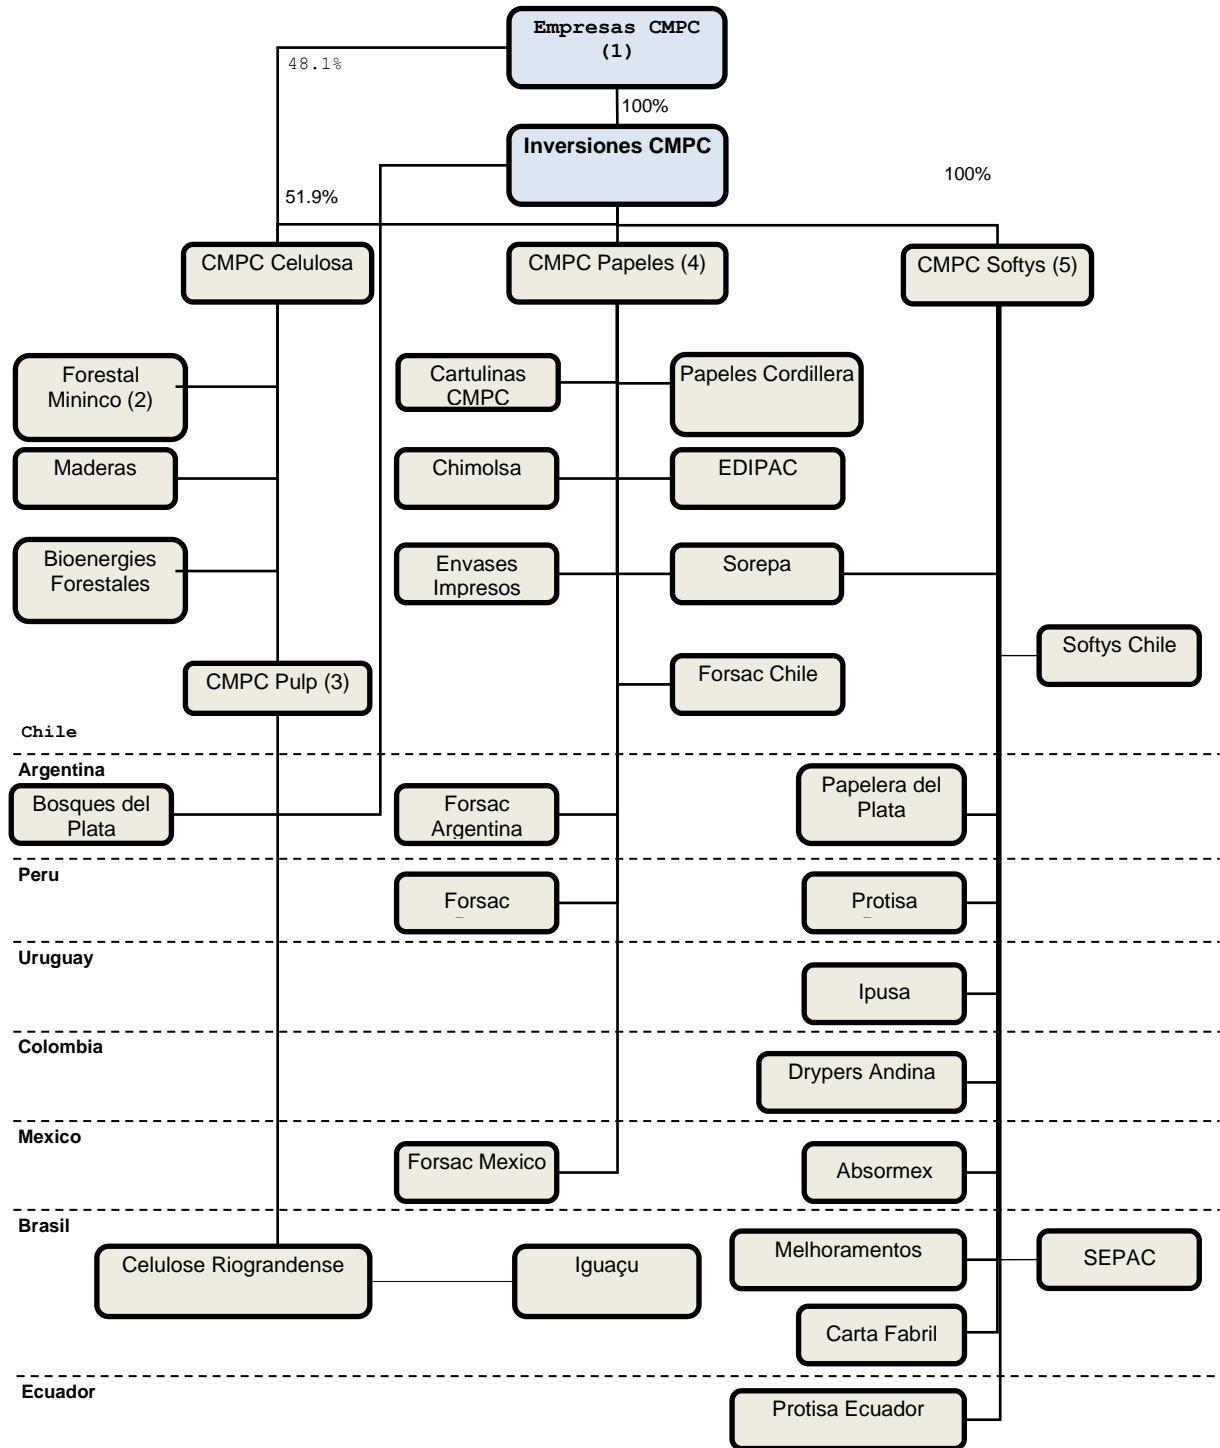 Empresas CMPC
(1)
48.1%
100%
Inversiones CMPC
51.9%
100%
CMPC Celulosa
CMPC Papeles (4)
CMPC Softys (5)
Forestal
Mininco (2)
Cartulinas
CMPC
Papeles Cordillera
Maderas
Chimolsa
EDIPAC
Bioenergies
Forestales
Envases
Impresos
Sorepa
Softys Chile
CMPC Pulp (3)
Forsac Chile
Chile
Argentina
Bosques del
Plata
Forsac
Argentina
Papelera del
Plata
Peru
Forsac
Protisa
Uruguay
Ipusa
Colombia
Drypers Andina
Mexico
Forsac Mexico
Absormex
Brasil
Celulose Riograndense
Iguaçu
Melhoramentos
SEPAC
Carta Fabril
Ecuador
Protisa Ecuador